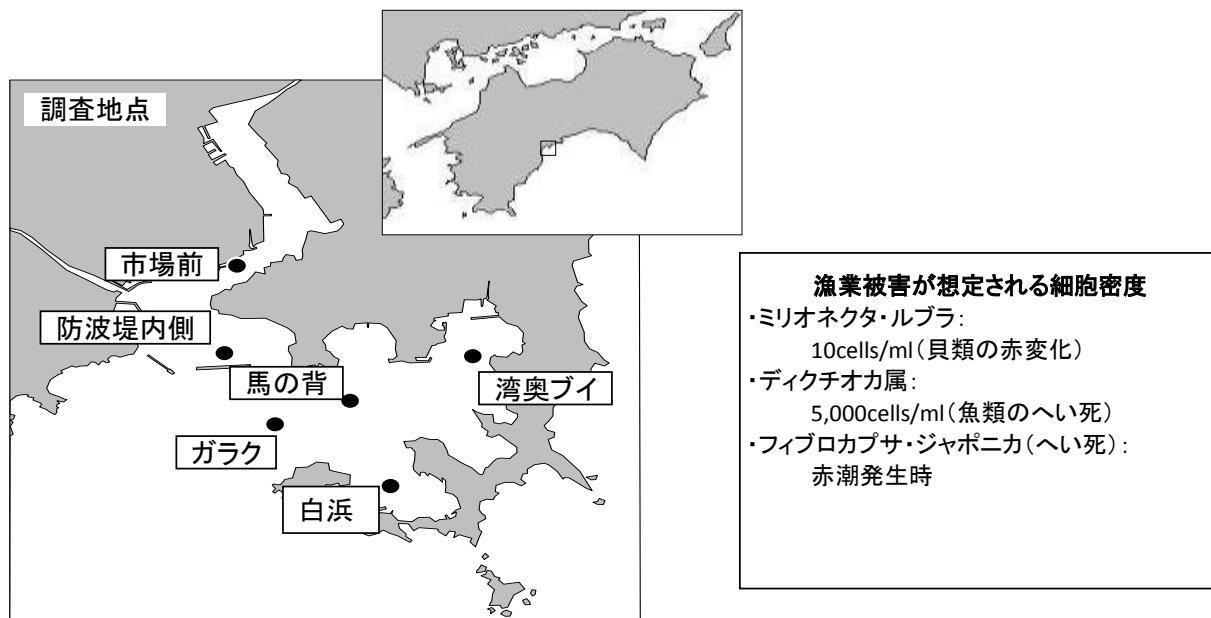 調査地点
市場前
防波堤内側
馬の背
湾奥ブイ
ガラク
白浜
漁業被害が想定される細胞密度
・ミリオネクタ・ルブラ:
10cells/ml(貝類の赤変化)
・ディクチオカ属:
5,000cells/ml(魚類のへい死)
・フィブロカプサ・ジャポニカ(へい死):
赤潮発生時